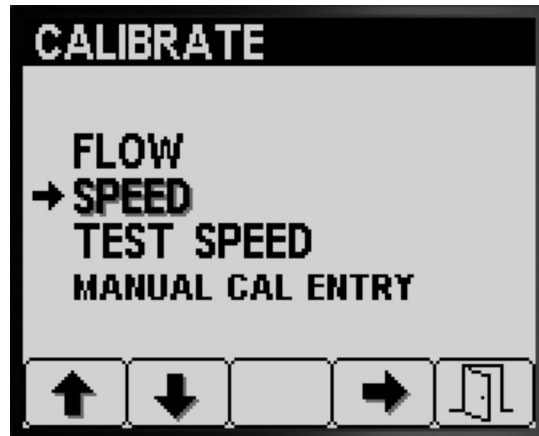 CALIBRATE
FLOW
SPEED
TEST SPEED
MANUAL CAL ENTRY